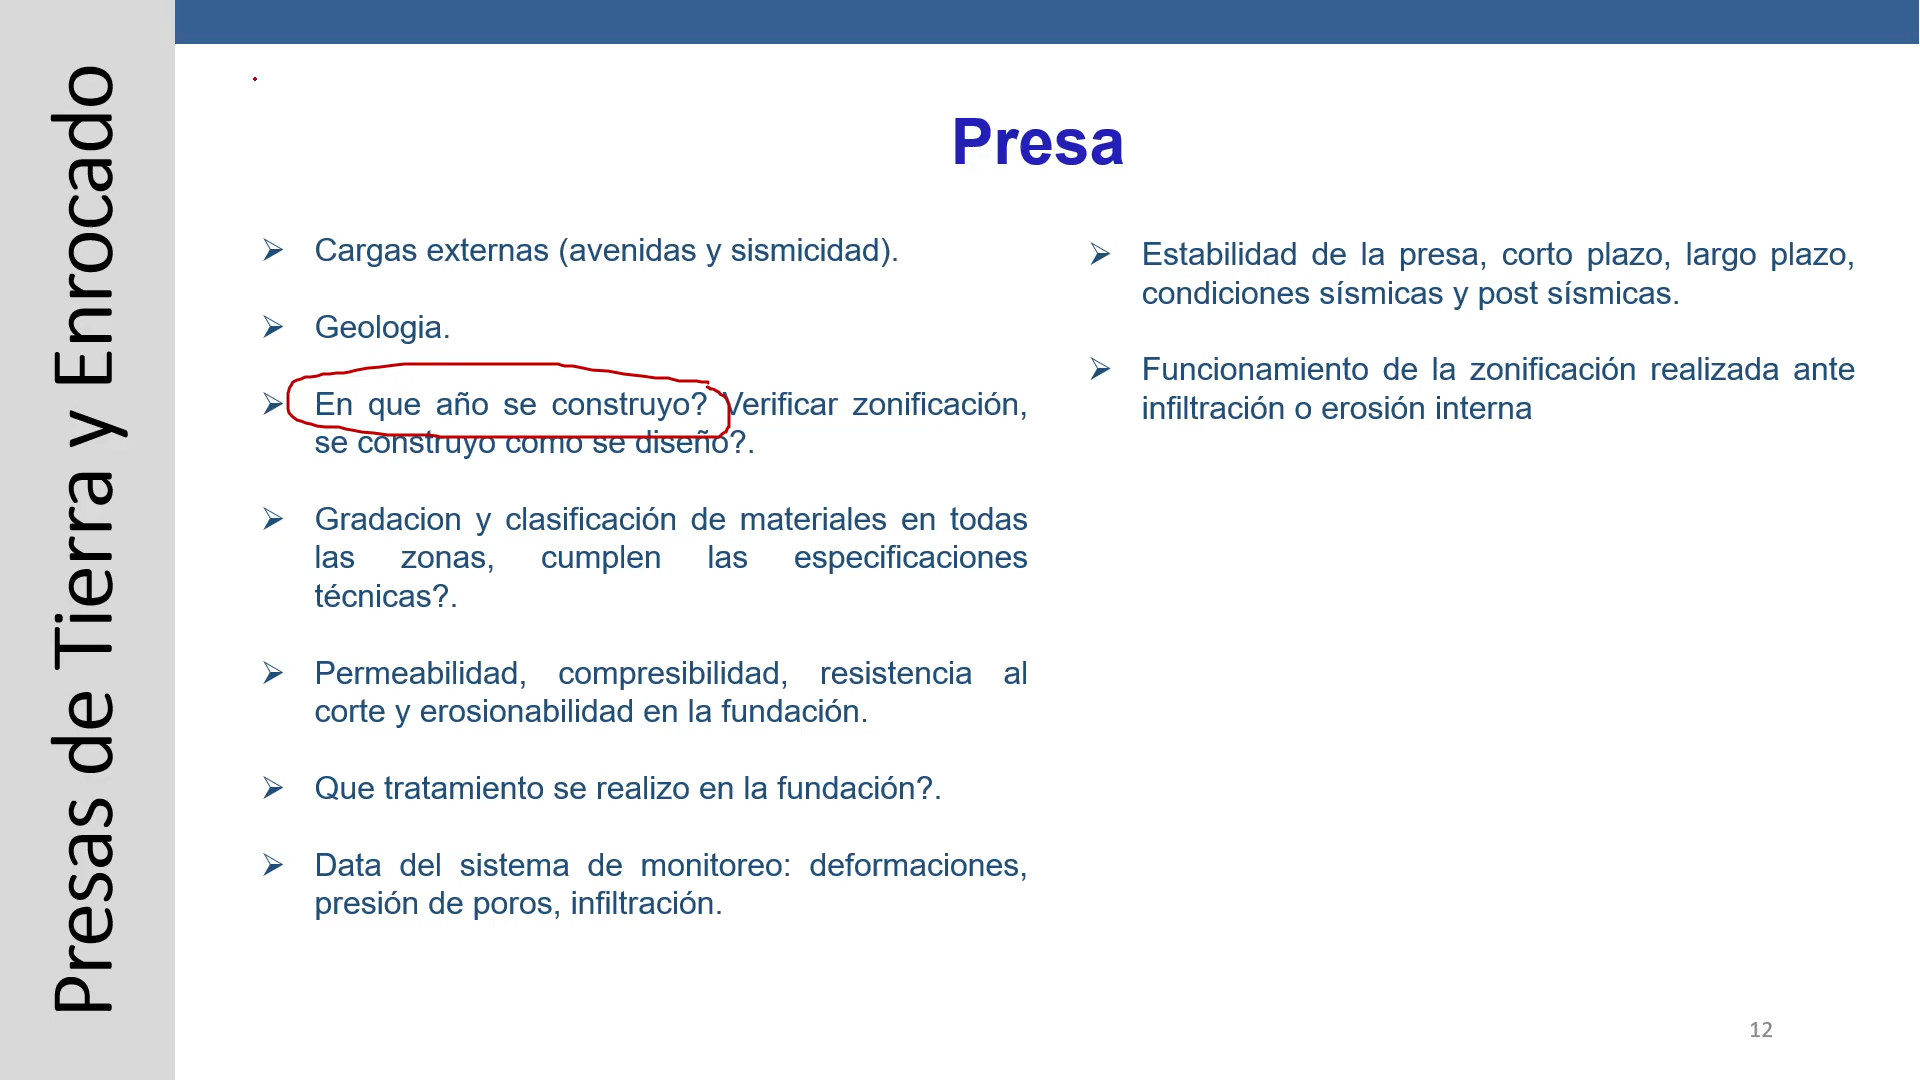 Presas de Tierra y Enrocado
Presa
Cargas externas (avenidas y sismicidad).
Geologia.
En que año se construyo? Verificar zonificación,
se construyo como se diseño?.
Gradacion y clasificación de materiales en todas
las zonas, cumplen las especificaciones
técnicas?.
Permeabilidad, compresibilidad, resistencia al
corte y erosionabilidad en la fundación.
Que tratamiento se realizo en la fundación?.
Data del sistema de monitoreo: deformaciones,
presión de poros, infiltración.
Estabilidad de la presa, corto plazo, largo plazo,
condiciones sísmicas y post sísmicas.
Funcionamiento de la zonificación realizada ante
infiltración o erosión interna
12